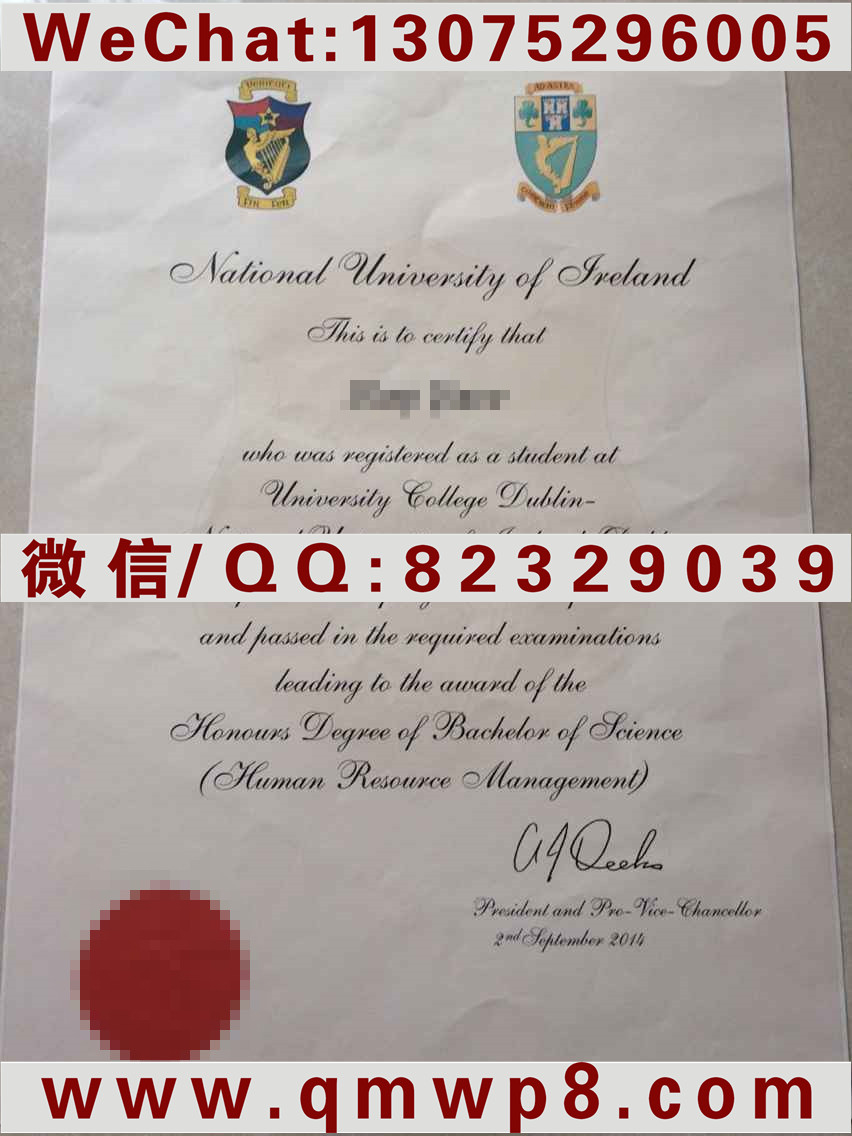 WeChat:13075296005
AD ASTRA
National University of Ireland
This is to certify that
who was registered as a student at
University College Dublin-
微信/QQ:82329039
and passed in the required examinations
leading to the award of the
Honours Degree of Bachelor of Science
(Human Resource Management)
A J Deeks
President and Pro-Vice-Chancellor
2nd September 2014
www.qmwp8.com